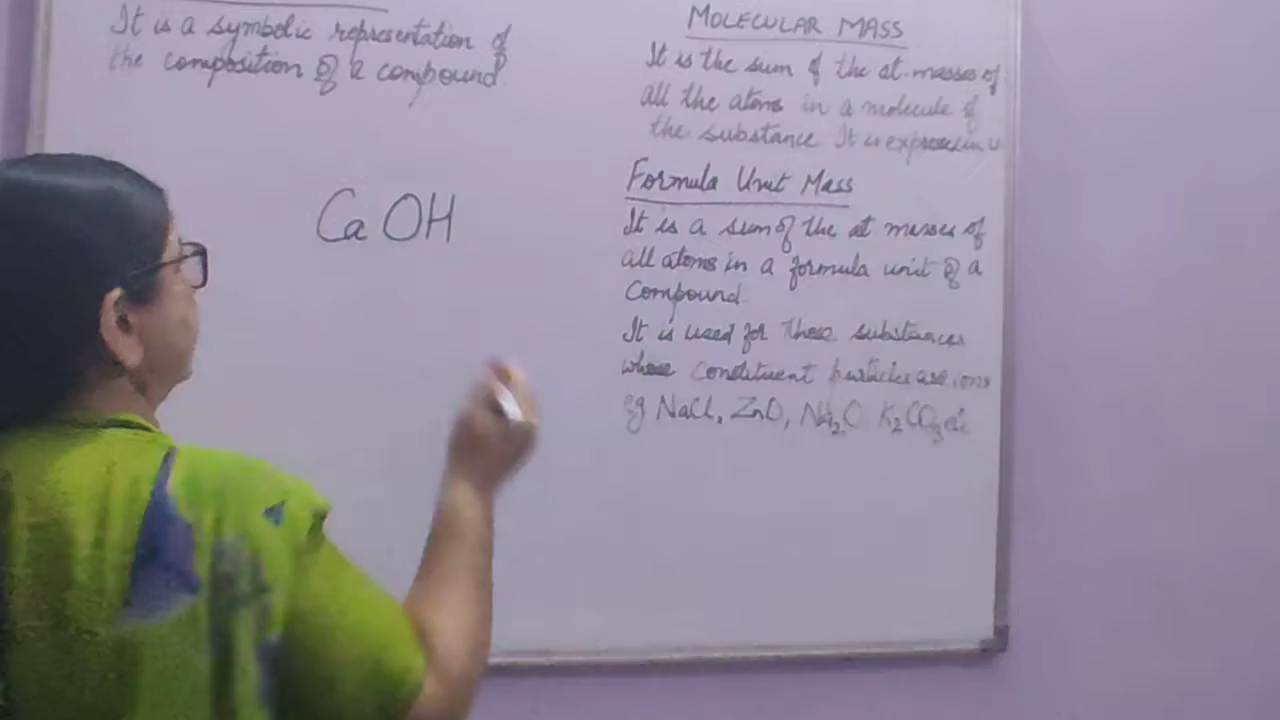 It is a symbolic representation of
the composition of a compound.
Ca OH
MOLECULAR MASS
It is the sum of the at. masses of
all the atoms in a molecule of
the substance. It is expressed in u
Formula Unit Mass
It is a sum of the at masses of
all atoms in a formula unit of a
Compound.
It is used for those substances
whose constituent particles are ions
eg NaCl, ZnO, Na₂O K₂CO₃ etc.